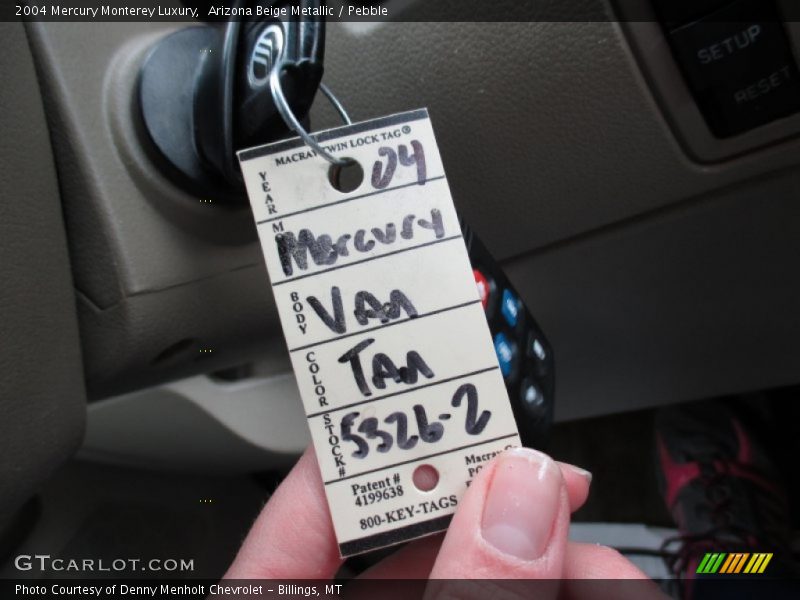 2004 Mercury Monterey Luxury,  Arizona Beige Metallic / Pebble
SETUP
RESET
MACRAY TWIN LOCK TAG®
YEAR 04
Mercury
BODY Van
COLOR Tan
STOCK# 5326-2
Patent #
4199638
Macray
800-KEY-TAGS
GTCARLOT.COM
Photo Courtesy of Denny Menholt Chevrolet – Billings, MT